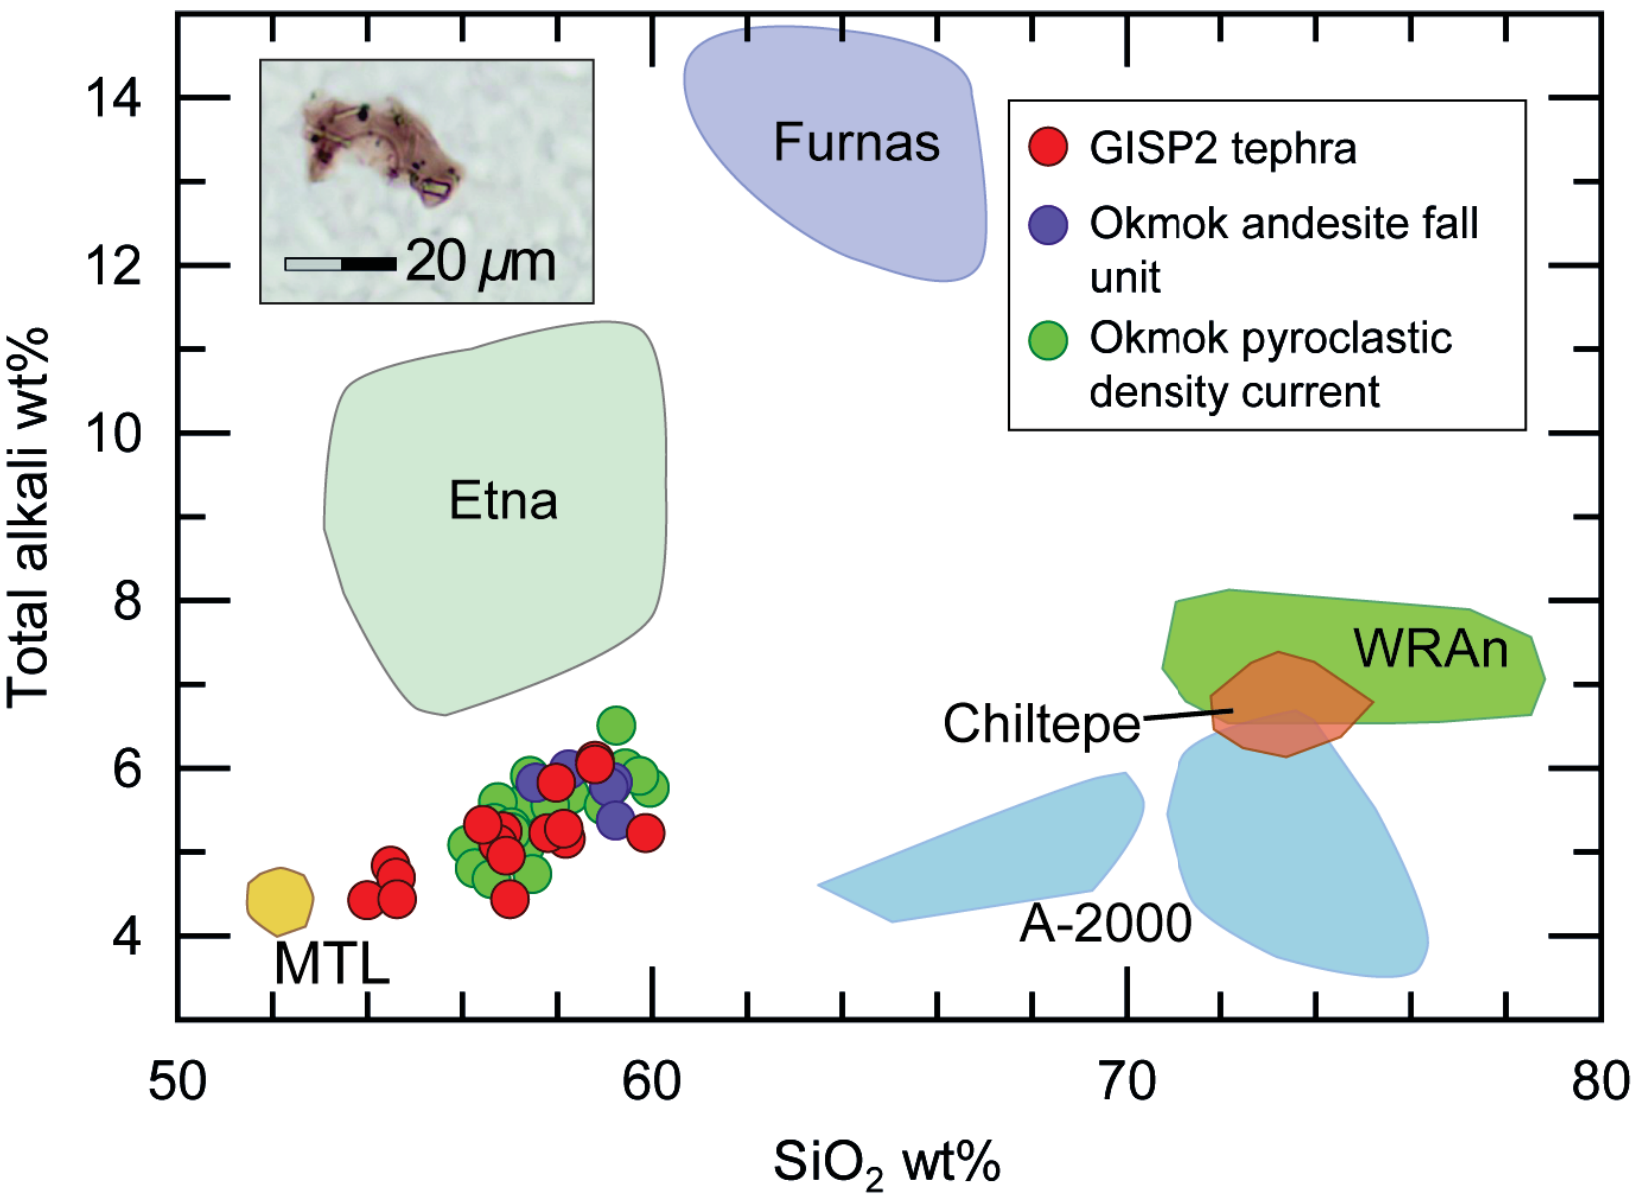 14
12
10
8
6
4
Total alkali wt%
20 µm
Furnas
GISP2 tephra
Okmok andesite fall
unit
Okmok pyroclastic
density current
Etna
WRAn
Chiltepe
A-2000
MTL
50
60
70
80
SiO₂ wt%